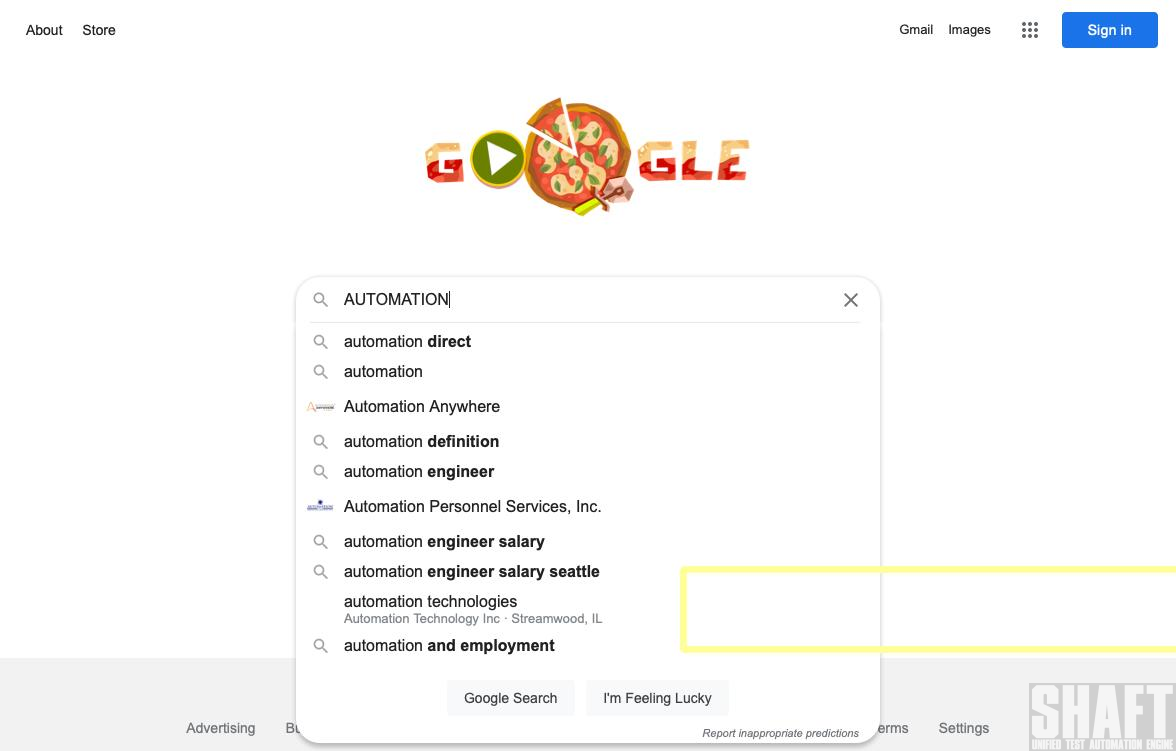 About Store
Gmail Images
Sign in
GOOGLE
AUTOMATION
automation direct
automation
Automation Anywhere
automation definition
automation engineer
Automation Personnel Services, Inc.
automation engineer salary
automation engineer salary seattle
automation technologies
Automation Technology Inc · Streamwood, IL
automation and employment
Google Search I'm Feeling Lucky
Report inappropriate predictions
Advertising Bu erms Settings
SHAFT
UNIFIED TEST AUTOMATION ENGINE